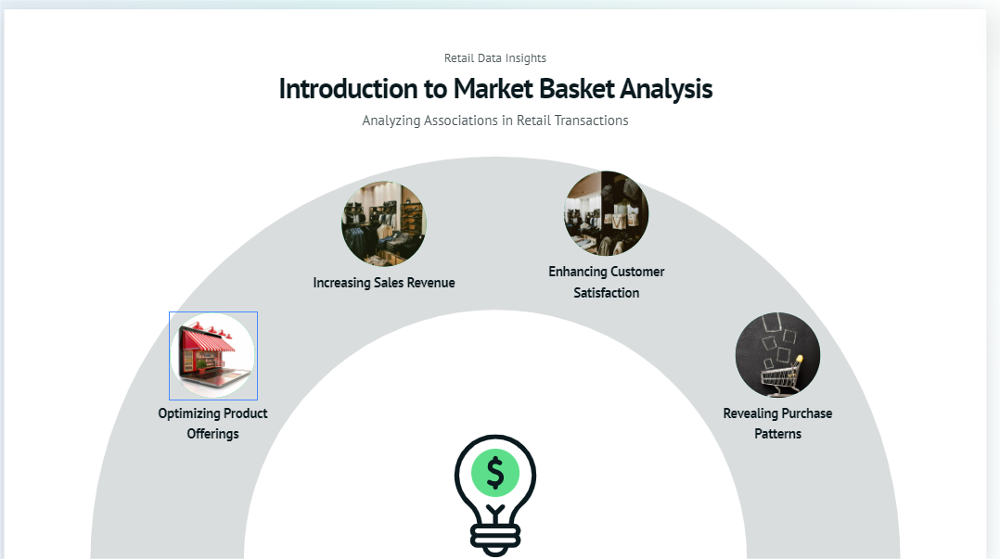 Retail Data Insights
Introduction to Market Basket Analysis
Analyzing Associations in Retail Transactions
Increasing Sales Revenue
Enhancing Customer
Satisfaction
Optimizing Product
Offerings
Revealing Purchase
Patterns
$